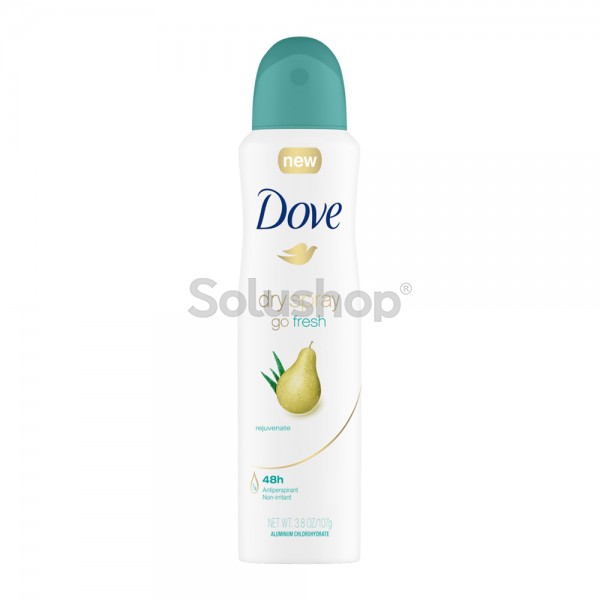 new
Dove
dry spray
Solushop®
go fresh
rejuvenate
48h
Antiperspirant
Non-irritant
NET WT. 3.8 OZ/107g
ALUMINUM CHLOROHYDRATE